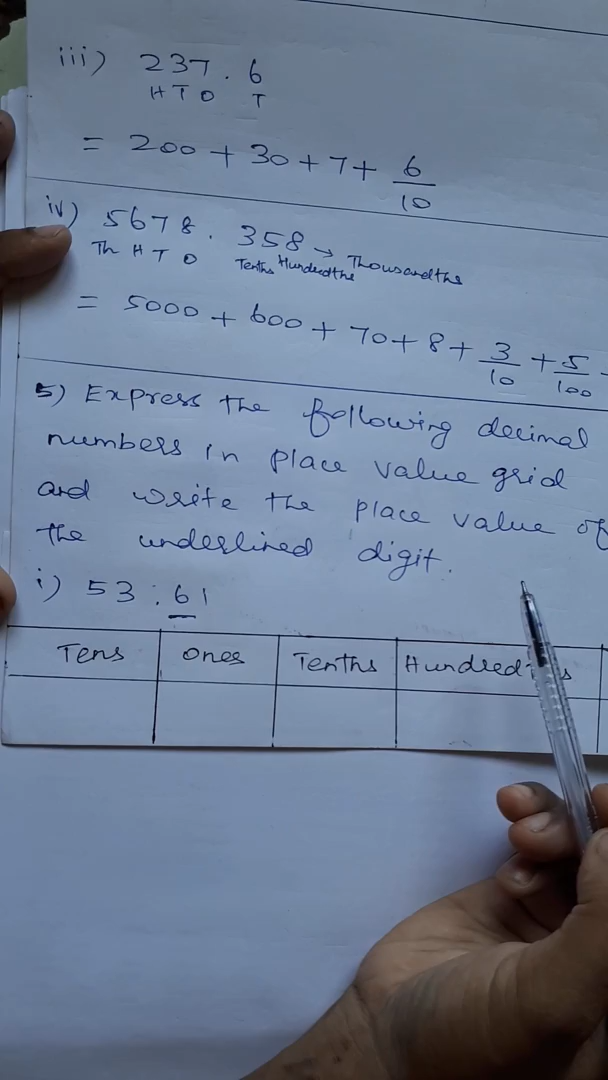 iii) 237.6
H T O T
= 200 + 30 + 7 + 6/10
iv) 5678.358 → Thousandths
Th H T O Tenths Hundredths
= 5000 + 600 + 70 + 8 + 3/10 + 5/100
5) Express the following decimal
numbers in place value grid
and write the place value of
the underlined digit.
i) 53.61
Tens Ones Tenths Hundredths